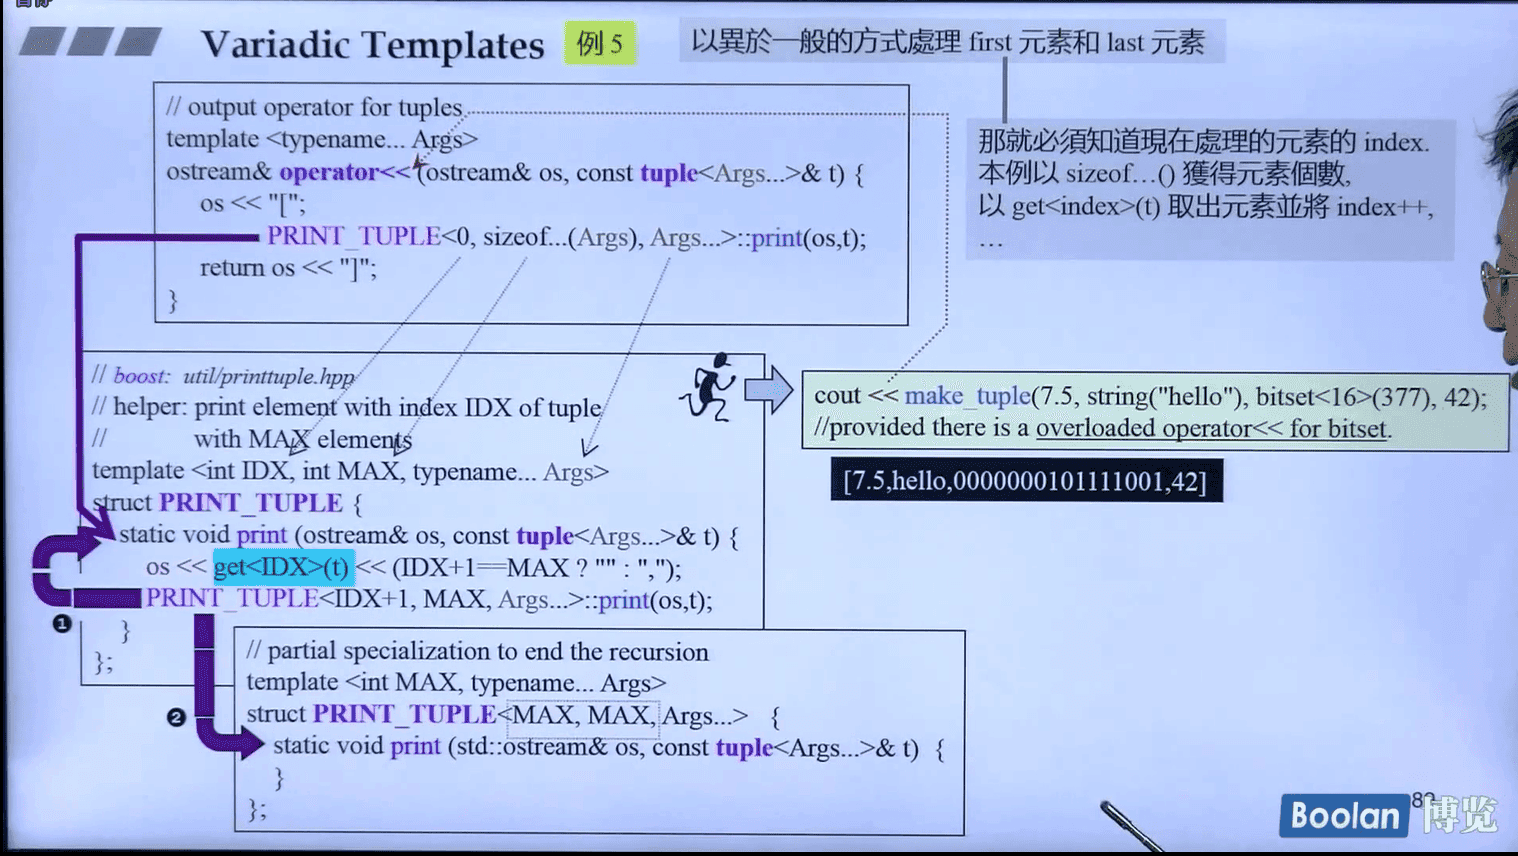 暫停
Variadic Templates
例 5
以異於一般的方式處理 first 元素和 last 元素
// output operator for tuples
template <typename... Args>
ostream& operator<< (ostream& os, const tuple<Args...>& t) {
os << "[";
PRINT_TUPLE<0, sizeof...(Args), Args...>::print(os,t);
return os << "]";
}
那就必須知道現在處理的元素的 index.
本例以 sizeof…() 獲得元素個數,
以 get<index>(t) 取出元素並將 index++,
…
// boost: util/printtuple.hpp
// helper: print element with index IDX of tuple
// with MAX elements
template <int IDX, int MAX, typename... Args>
struct PRINT_TUPLE {
static void print (ostream& os, const tuple<Args...>& t) {
os << get<IDX>(t) << (IDX+1==MAX ? "" : ",");
PRINT_TUPLE<IDX+1, MAX, Args...>::print(os,t);
}
};
❶
cout << make_tuple(7.5, string("hello"), bitset<16>(377), 42);
//provided there is a overloaded operator<< for bitset.
[7.5,hello,0000000101111001,42]
// partial specialization to end the recursion
template <int MAX, typename... Args>
struct PRINT_TUPLE<MAX, MAX, Args...> {
static void print (std::ostream& os, const tuple<Args...>& t) {
}
};
❷
Boolan 博览